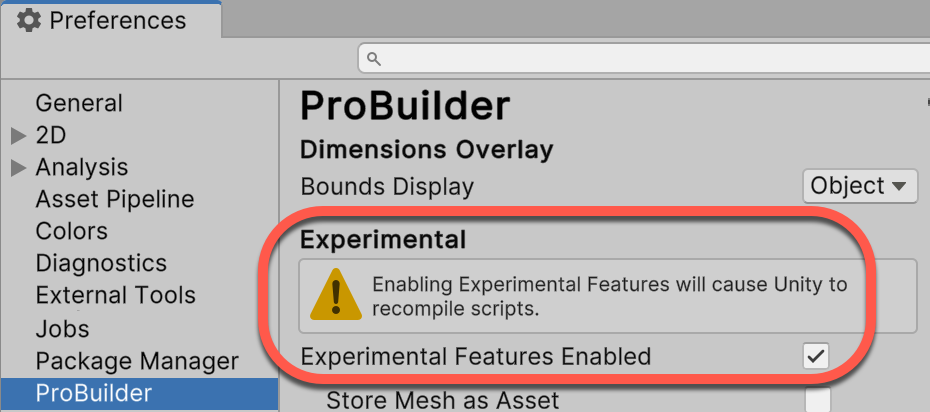 Preferences
General
2D
Analysis
Asset Pipeline
Colors
Diagnostics
External Tools
Jobs
Package Manager
ProBuilder
ProBuilder
Dimensions Overlay
Bounds Display
Object
Experimental
Enabling Experimental Features will cause Unity to
recompile scripts.
Experimental Features Enabled
Store Mesh as Asset